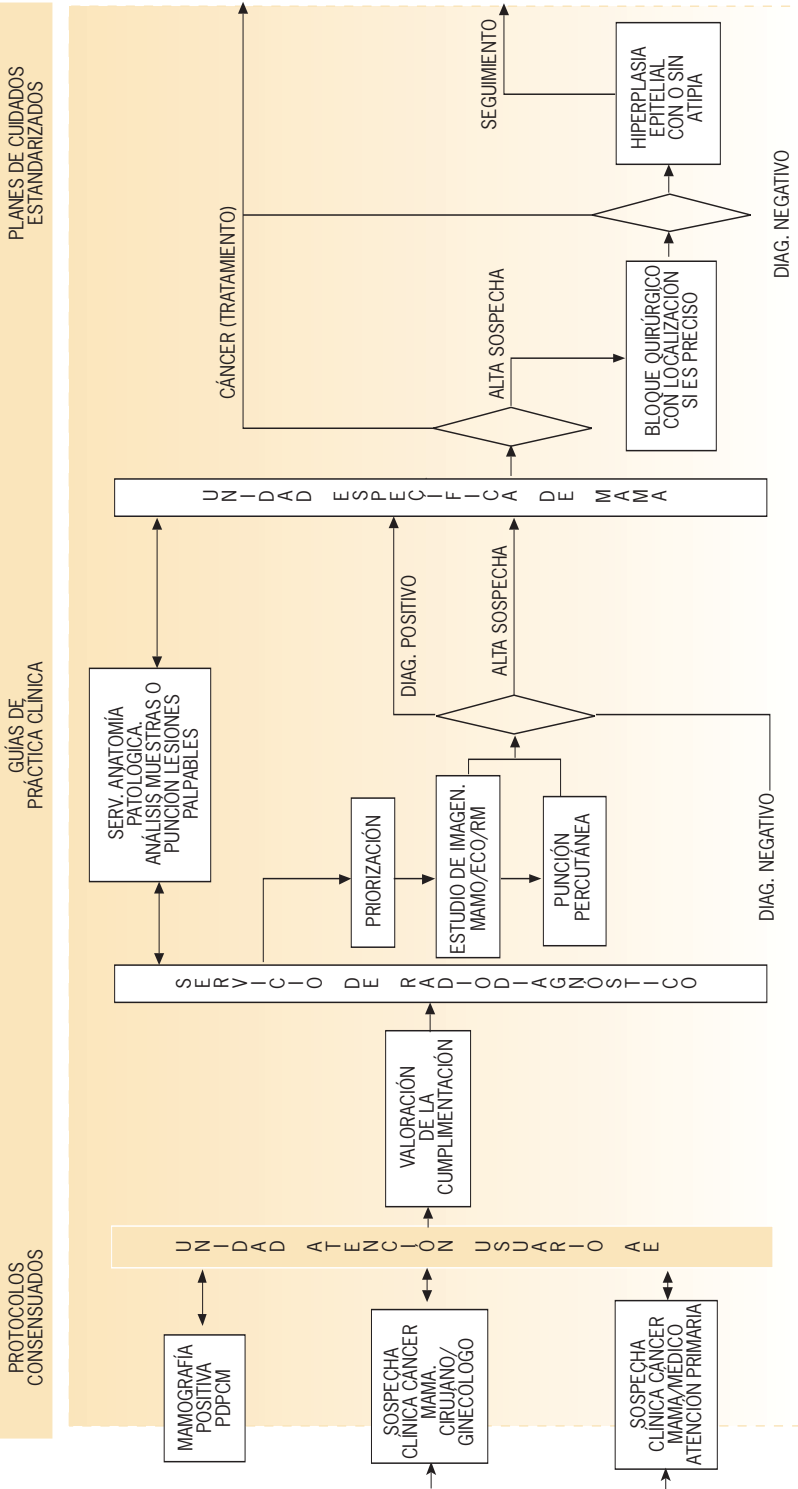 PROTOCOLOS
CONSENSUADOS
GUÍAS DE
PRÁCTICA CLÍNICA
PLANES DE CUIDADOS
ESTANDARIZADOS
MAMOGRAFÍA
POSITIVA
PDPCM
SOSPECHA
CLÍNICA CÁNCER
MAMA.
CIRUJANO/
GINECÓLOGO
SOSPECHA
CLÍNICA CÁNCER
MAMA/MÉDICO
ATENCIÓN PRIMARIA
UNIDAD ATENCIÓN USUARIO AE
VALORACIÓN
DE LA
CUMPLIMENTACIÓN
SERVICIO DE RADIODIAGNÓSTICO
SERV. ANATOMÍA
PATOLÓGICA.
ANÁLISIS MUESTRAS O
PUNCIÓN LESIONES
PALPABLES
PRIORIZACIÓN
ESTUDIO DE IMAGEN.
MAMO/ECO/RM
PUNCIÓN
PERCUTÁNEA
DIAG. POSITIVO
ALTA SOSPECHA
DIAG. NEGATIVO
UNIDAD ESPECIFICA DE MAMA
CÁNCER (TRATAMIENTO)
ALTA SOSPECHA
BLOQUE QUIRÚRGICO
CON LOCALIZACIÓN
SI ES PRECISO
SEGUIMIENTO
HIPERPLASIA
EPITELIAL
CON O SIN
ATIPIA
DIAG. NEGATIVO